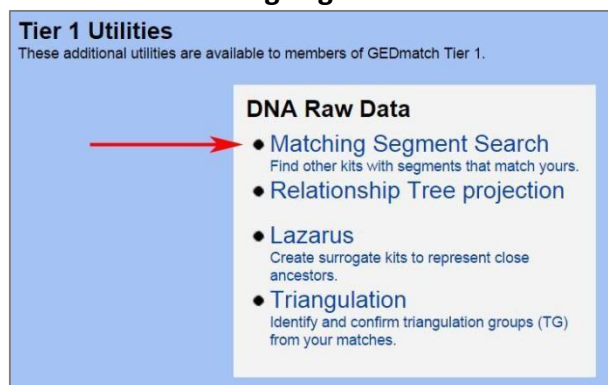 Tier 1 Utilities
These additional utilities are available to members of GEDmatch Tier 1.
DNA Raw Data
Matching Segment Search
Find other kits with segments that match yours.
Relationship Tree projection
Lazarus
Create surrogate kits to represent close
ancestors.
Triangulation
Identify and confirm triangulation groups (TG)
from your matches.